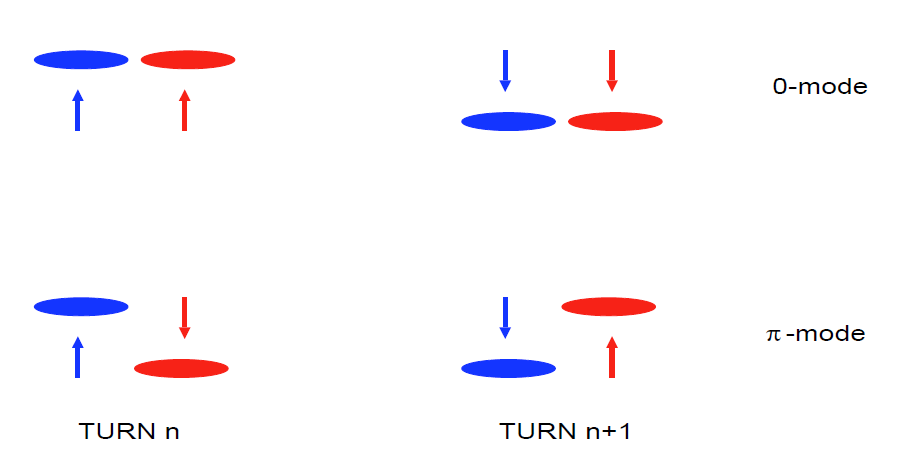 0-mode
π-mode
TURN n
TURN n+1